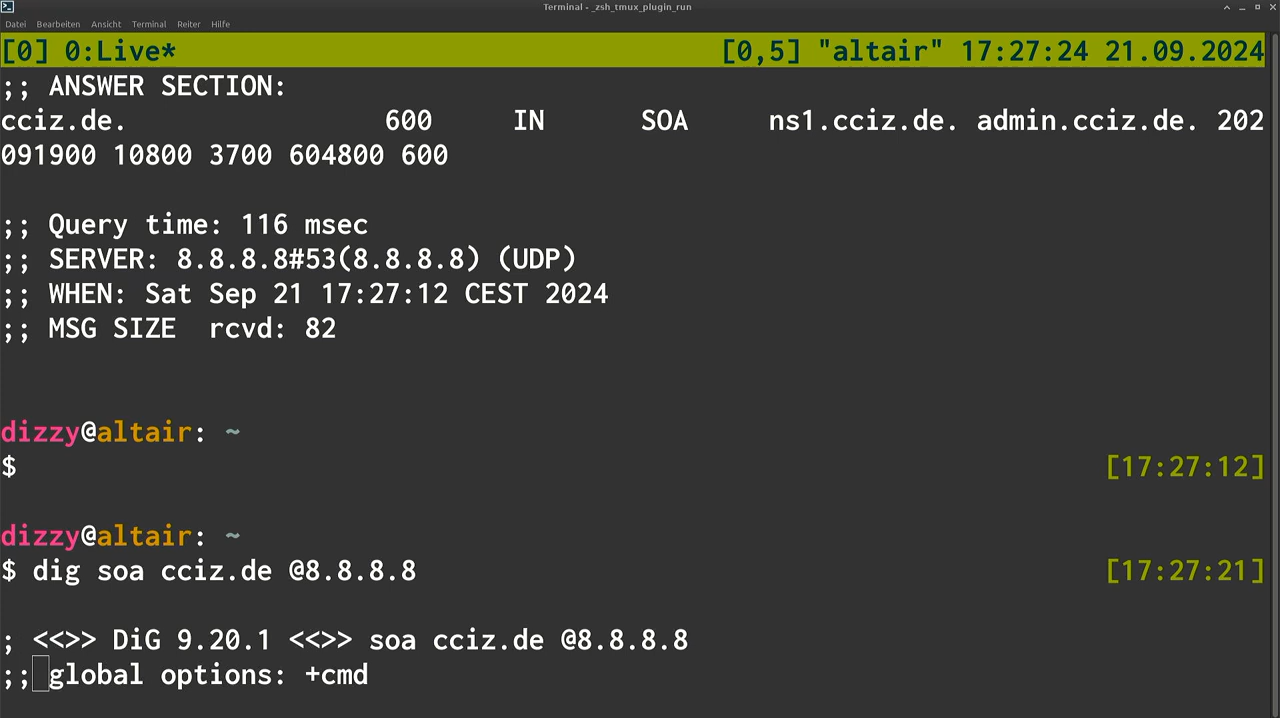 Terminal - _zsh_tmux_plugin_run
Datei Bearbeiten Ansicht Terminal Reiter Hilfe
[0] 0:Live* [0,5] "altair" 17:27:24 21.09.2024
;; ANSWER SECTION:
cciz.de. 600 IN SOA ns1.cciz.de. admin.cciz.de. 202
091900 10800 3700 604800 600
;; Query time: 116 msec
;; SERVER: 8.8.8.8#53(8.8.8.8) (UDP)
;; WHEN: Sat Sep 21 17:27:12 CEST 2024
;; MSG SIZE rcvd: 82
dizzy@altair: ~
$ [17:27:12]
dizzy@altair: ~
$ dig soa cciz.de @8.8.8.8 [17:27:21]
; <<>> DiG 9.20.1 <<>> soa cciz.de @8.8.8.8
;; global options: +cmd